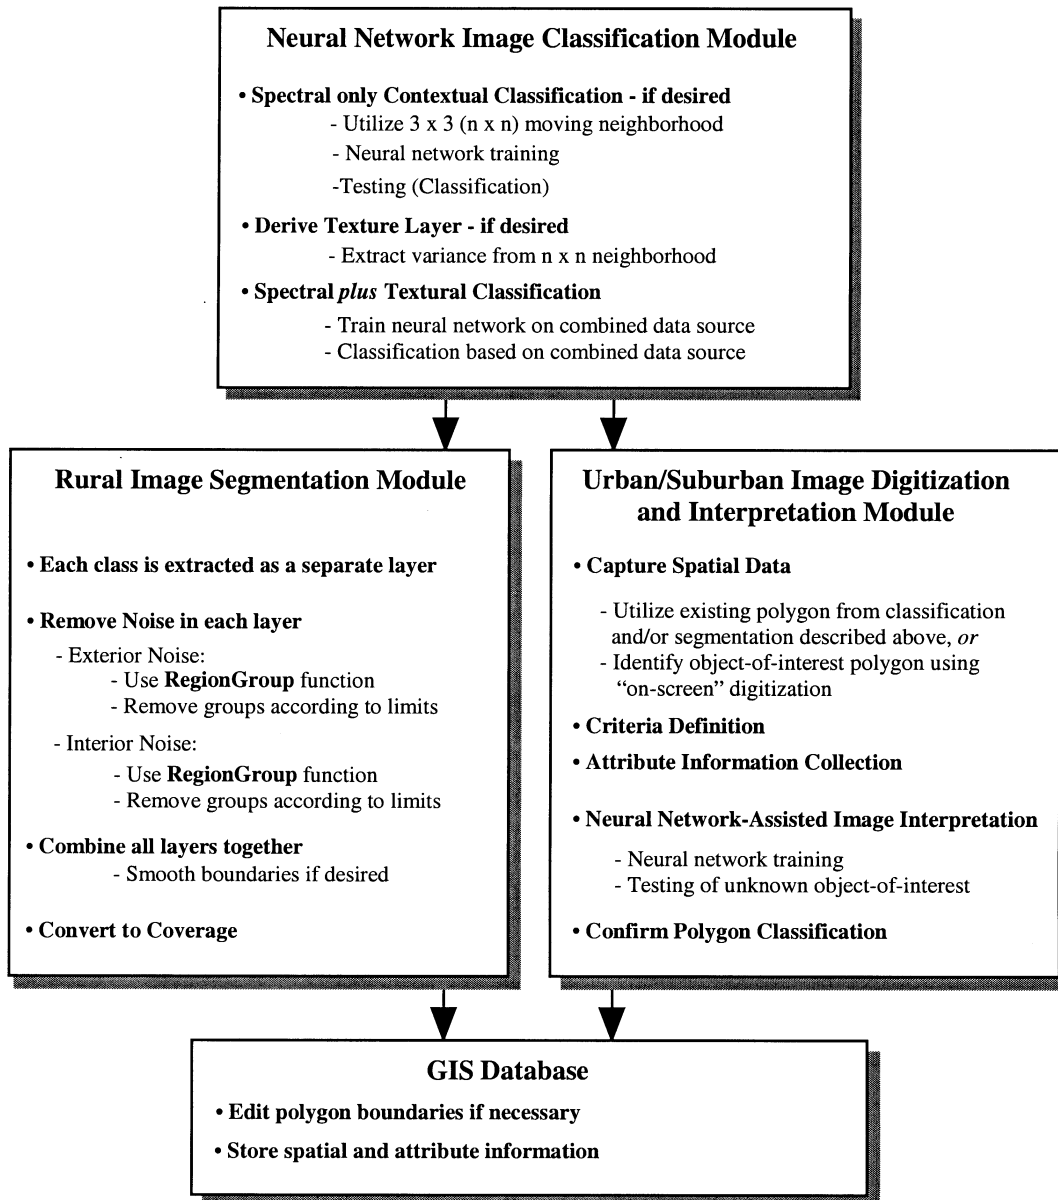 Neural Network Image Classification Module
• Spectral only Contextual Classification - if desired
- Utilize 3 x 3 (n x n) moving neighborhood
- Neural network training
-Testing (Classification)
• Derive Texture Layer - if desired
- Extract variance from n x n neighborhood
• Spectral plus Textural Classification
- Train neural network on combined data source
- Classification based on combined data source
Rural Image Segmentation Module
• Each class is extracted as a separate layer
• Remove Noise in each layer
- Exterior Noise:
- Use RegionGroup function
- Remove groups according to limits
- Interior Noise:
- Use RegionGroup function
- Remove groups according to limits
• Combine all layers together
- Smooth boundaries if desired
• Convert to Coverage
Urban/Suburban Image Digitization
and Interpretation Module
• Capture Spatial Data
- Utilize existing polygon from classification
and/or segmentation described above, or
- Identify object-of-interest polygon using
“on-screen” digitization
• Criteria Definition
• Attribute Information Collection
• Neural Network-Assisted Image Interpretation
- Neural network training
- Testing of unknown object-of-interest
• Confirm Polygon Classification
GIS Database
• Edit polygon boundaries if necessary
• Store spatial and attribute information